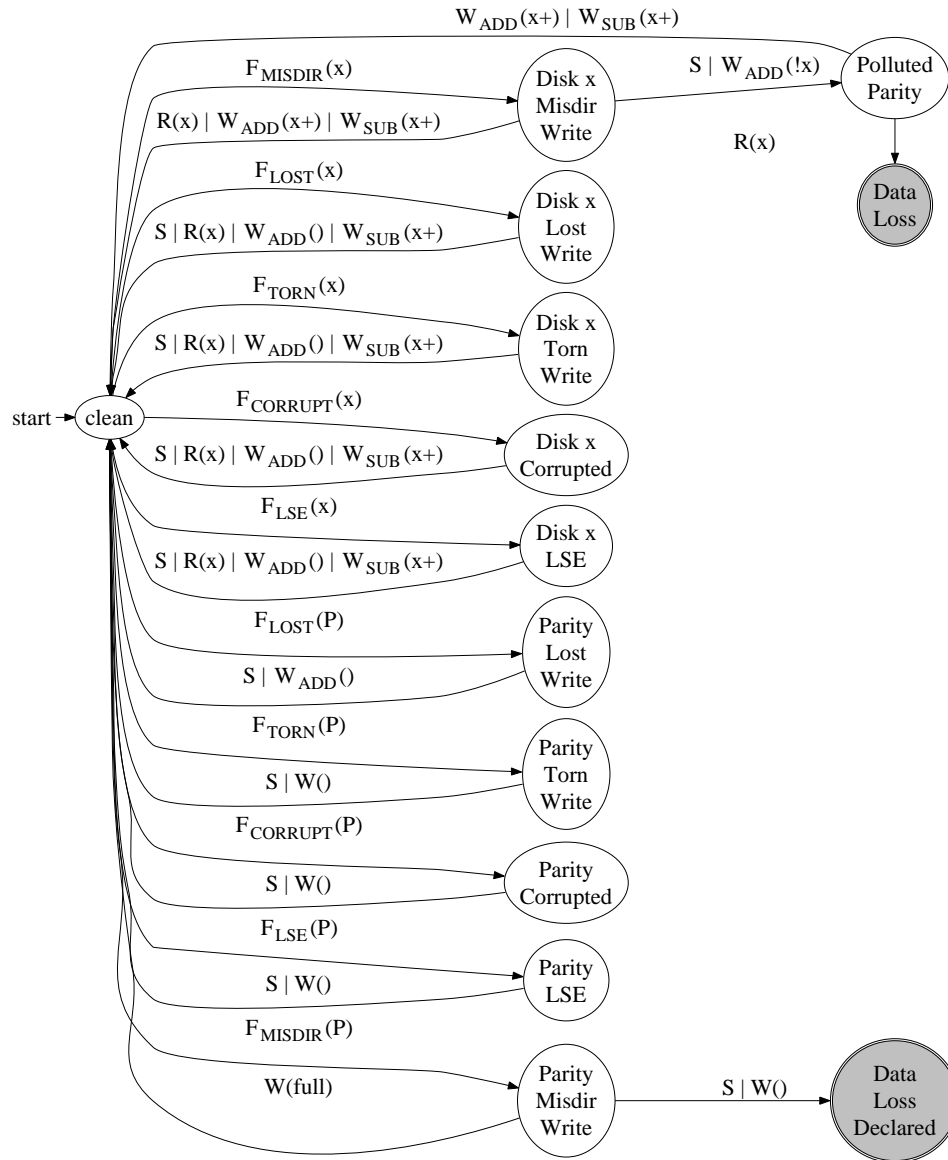 W_ADD(x+) | W_SUB(x+)
F_MISDIR(x)
R(x) | W_ADD(x+) | W_SUB(x+)
Disk x
Misdir
Write
S | W_ADD(!x)
Polluted
Parity
R(x)
Data
Loss
F_LOST(x)
S | R(x) | W_ADD() | W_SUB(x+)
Disk x
Lost
Write
F_TORN(x)
S | R(x) | W_ADD() | W_SUB(x+)
Disk x
Torn
Write
start
clean
F_CORRUPT(x)
S | R(x) | W_ADD() | W_SUB(x+)
Disk x
Corrupted
F_LSE(x)
S | R(x) | W_ADD() | W_SUB(x+)
Disk x
LSE
F_LOST(P)
S | W_ADD()
Parity
Lost
Write
F_TORN(P)
S | W()
Parity
Torn
Write
F_CORRUPT(P)
S | W()
Parity
Corrupted
F_LSE(P)
S | W()
Parity
LSE
F_MISDIR(P)
W(full)
Parity
Misdir
Write
S | W()
Data
Loss
Declared